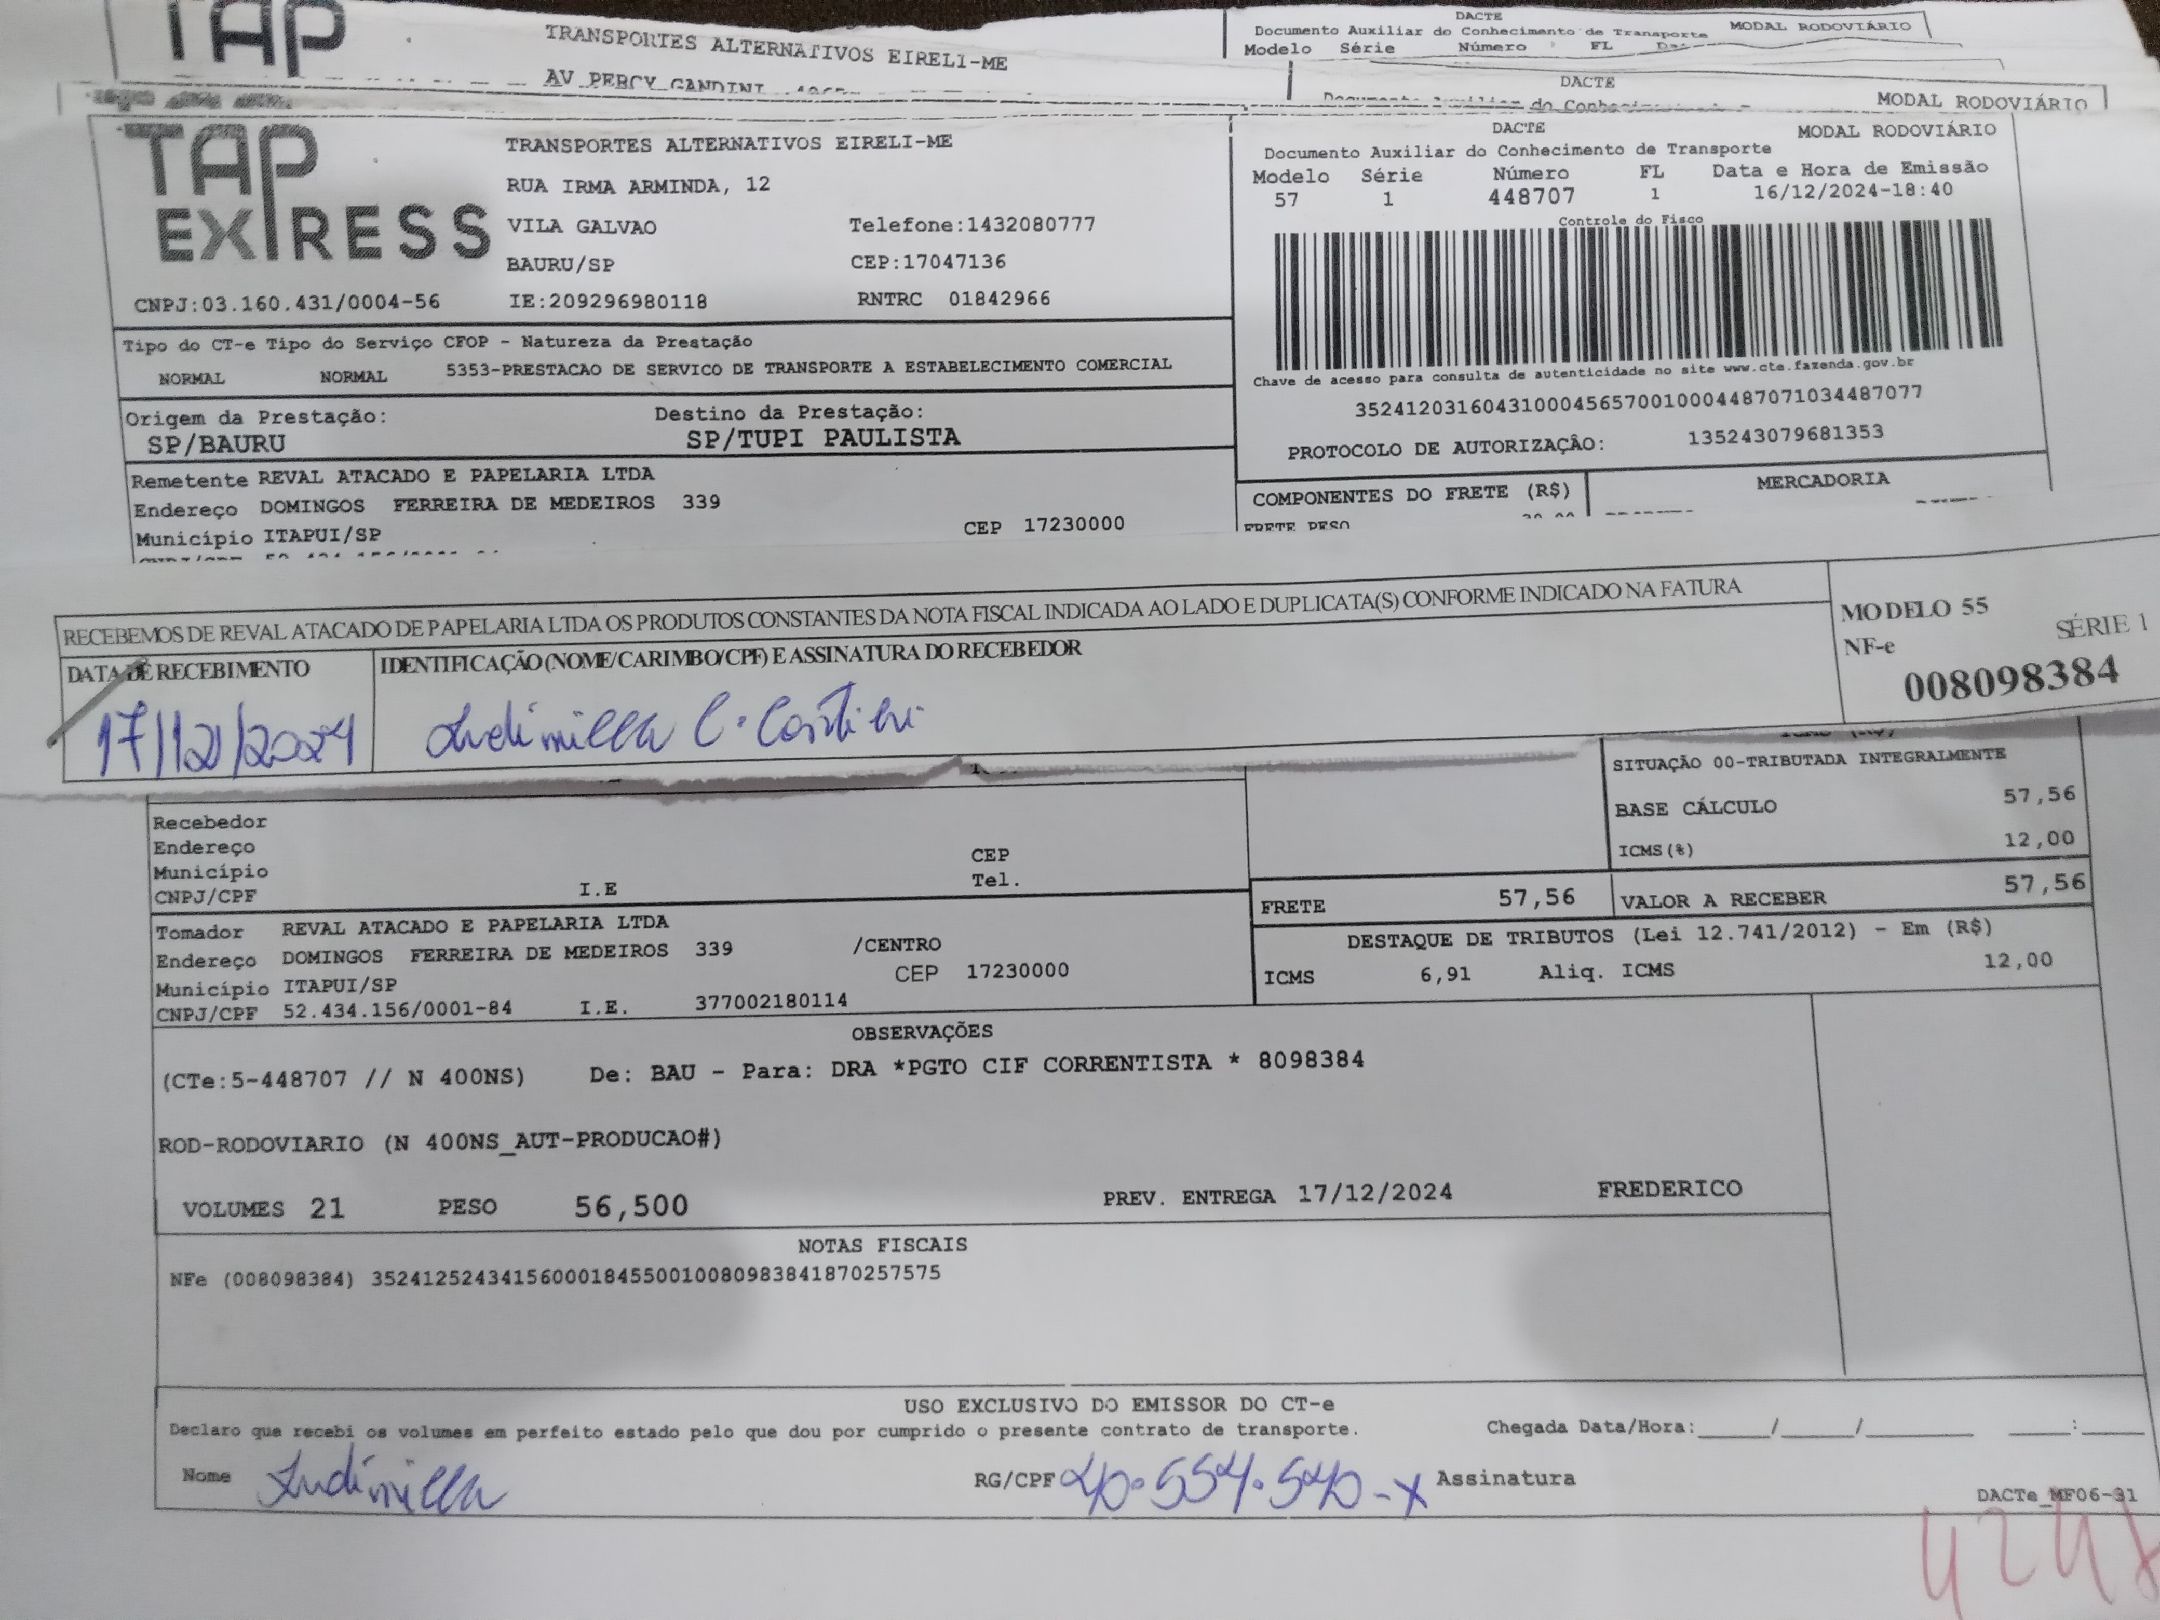 TAP
TRANSPORTES ALTERNATIVOS EIRELI-ME
AV PERCY GANDINI
DACTE
Documento Auxiliar do Conhecimento de Transporte
MODAL RODOVIÁRIO
Modelo Série Número FL
DACTE
Documento Auxiliar do
MODAL RODOVIÁRIO
TAP EXPRESS
TRANSPORTES ALTERNATIVOS EIRELI-ME
RUA IRMA ARMINDA, 12
VILA GALVAO Telefone:1432080777
BAURU/SP CEP:17047136
CNPJ:03.160.431/0004-56 IE:209296980118 RNTRC 01842966
DACTE MODAL RODOVIÁRIO
Documento Auxiliar do Conhecimento de Transporte
Modelo Série Número FL Data e Hora de Emissão
57 1 448707 1 16/12/2024-18:40
Controle do Fisco
Chave de acesso para consulta de autenticidade no site www.cte.fazenda.gov.br
35241203160431000456570010004487071034487077
PROTOCOLO DE AUTORIZAÇÂO: 135243079681353
Tipo do CT-e Tipo do Serviço CFOP - Natureza da Prestação
NORMAL NORMAL 5353-PRESTACAO DE SERVICO DE TRANSPORTE A ESTABELECIMENTO COMERCIAL
Origem da Prestação: Destino da Prestação:
SP/BAURU SP/TUPI PAULISTA
Remetente REVAL ATACADO E PAPELARIA LTDA
Endereço DOMINGOS FERREIRA DE MEDEIROS 339
Município ITAPUI/SP CEP 17230000
COMPONENTES DO FRETE (R$) MERCADORIA
FRETE PESO
RECEBEMOS DE REVAL ATACADO DE PAPELARIA LTDA OS PRODUTOS CONSTANTES DA NOTA FISCAL INDICADA AO LADO E DUPLICATA(S) CONFORME INDICADO NA FATURA
DATA DE RECEBIMENTO IDENTIFICAÇÃO (NOME/CARIMBO/CPF) E ASSINATURA DO RECEBEDOR
17/12/2024 Ludimilla C.
MODELO 55
NF-e SÉRIE 1
008098384
SITUAÇÃO 00-TRIBUTADA INTEGRALMENTE
BASE CÁLCULO 57,56
ICMS(%) 12,00
Recebedor
Endereço
Município CEP
CNPJ/CPF I.E Tel.
FRETE 57,56 VALOR A RECEBER 57,56
Tomador REVAL ATACADO E PAPELARIA LTDA
Endereço DOMINGOS FERREIRA DE MEDEIROS 339 /CENTRO
Município ITAPUI/SP CEP 17230000
CNPJ/CPF 52.434.156/0001-84 I.E. 377002180114
DESTAQUE DE TRIBUTOS (Lei 12.741/2012) - Em (R$)
ICMS 6,91 Aliq. ICMS 12,00
OBSERVAÇÕES
(CTe:5-448707 // N 400NS) De: BAU - Para: DRA *PGTO CIF CORRENTISTA * 8098384
ROD-RODOVIARIO (N 400NS_AUT-PRODUCAO#)
VOLUMES 21 PESO 56,500 PREV. ENTREGA 17/12/2024 FREDERICO
NOTAS FISCAIS
NFe (008098384) 35241252434156000184550010080983841870257575
USO EXCLUSIVO DO EMISSOR DO CT-e
Declaro que recebi os volumes em perfeito estado pelo que dou por cumprido o presente contrato de transporte. Chegada Data/Hora:_____/_____/________ ____:____
Nome Ludimilla RG/CPF 40.554.540-X Assinatura
DACTe_MF06-31